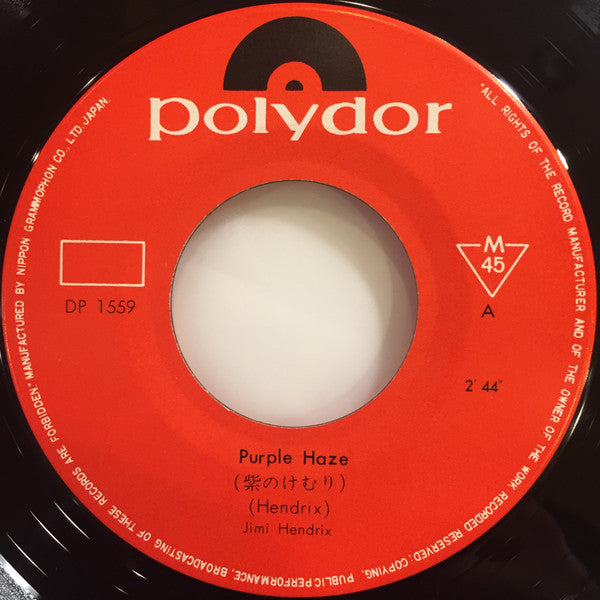 polydor
DP 1559
M
45
A
2' 44"
Purple Haze
(紫のけむり)
(Hendrix)
Jimi Hendrix
"ALL RIGHTS OF THE RECORD MANUFACTURER AND OF THE OWNER OF THE WORK RECORDED RESERVED. COPYING, PUBLIC PERFORMANCE, BROADCASTING OF THESE RECORDS ARE FORBIDDEN." MANUFACTURED BY NIPPON GRAMMOPHON CO., LTD. JAPAN.